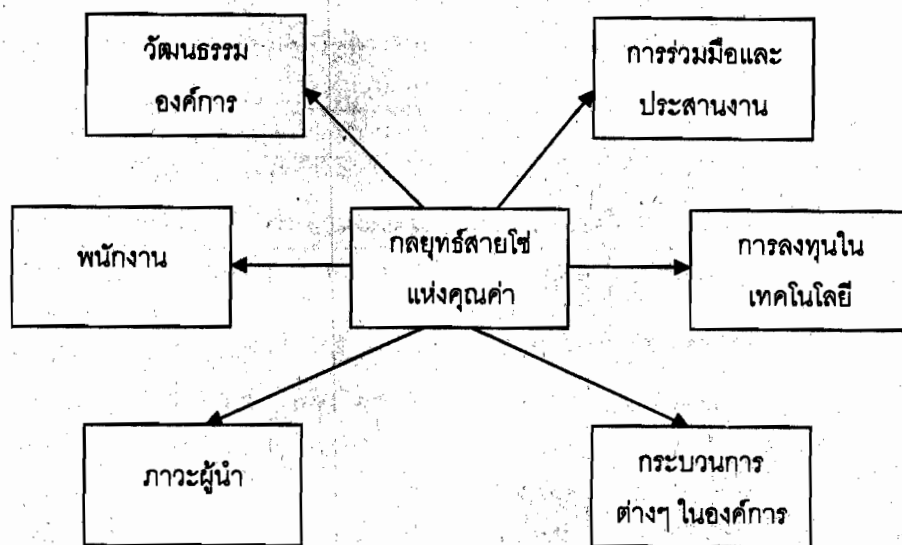 วัฒนธรรม
องค์การ
การร่วมมือและ
ประสานงาน
พนักงาน
กลยุทธ์สายโซ่
แห่งคุณค่า
การลงทุนใน
เทคโนโลยี
ภาวะผู้นำ
กระบวนการ
ต่างๆ ในองค์การ